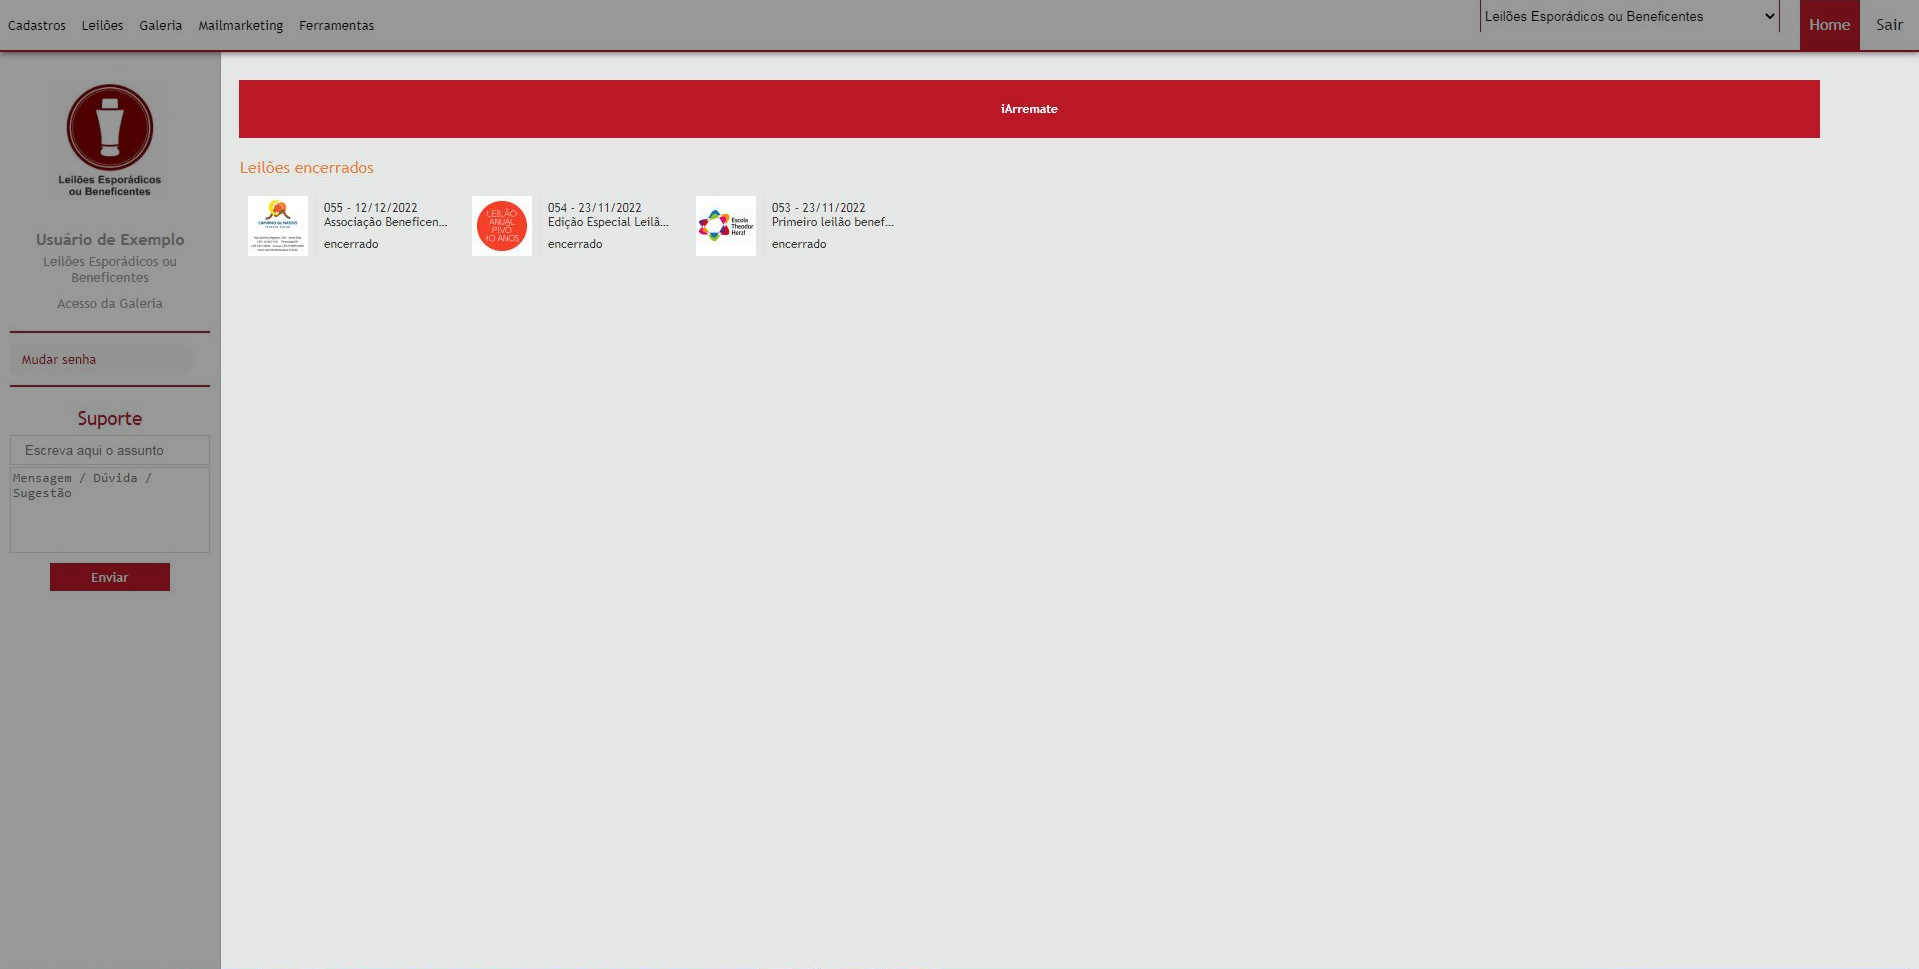 Cadastros Leilões Galeria Mailmarketing Ferramentas
Leilões Esporádicos ou Beneficentes
Home
Sair
Leilões Esporádicos
ou Beneficentes
Usuário de Exemplo
Leilões Esporádicos ou
Beneficentes
Acesso da Galeria
Mudar senha
Suporte
Escreva aqui o assunto
Mensagem / Dúvida /
Sugestão
Enviar
iArremate
Leilões encerrados
CAMINHO de MATEUS
055 - 12/12/2022
Associação Beneficen...
encerrado
LEILÃO
ANUAL
PIVÔ
10 ANOS
054 - 23/11/2022
Edição Especial Leilã...
encerrado
Escola
Theodor
Herzl
053 - 23/11/2022
Primeiro leilão benef...
encerrado